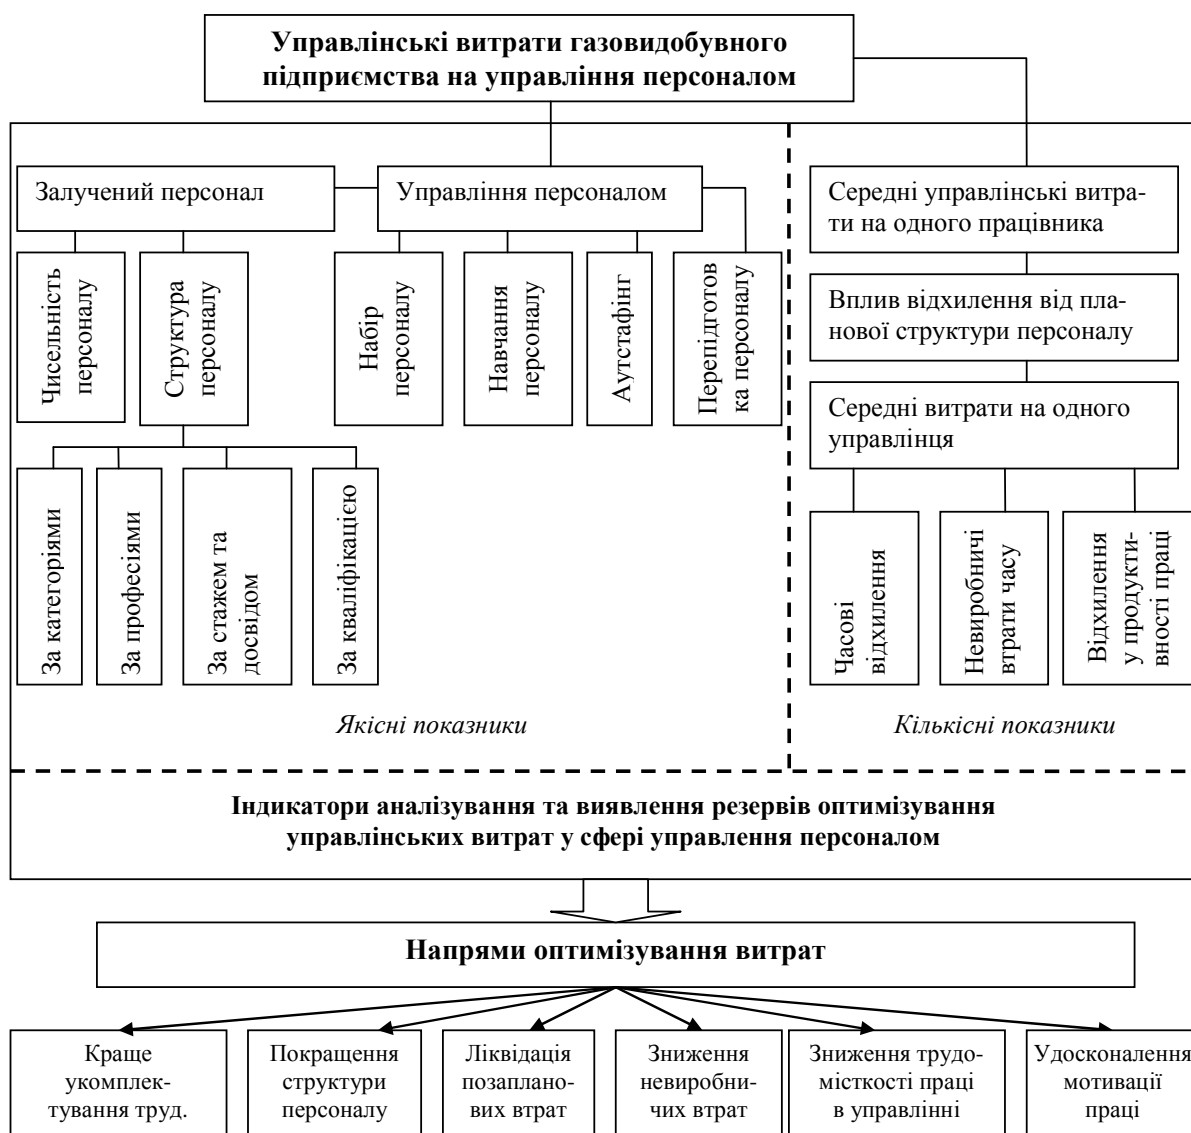 Управлінські витрати газовидобувного
підприємства на управління персоналом
Залучений персонал
Управління персоналом
Середні управлінські витра-
ти на одного працівника
Чисельність
персоналу
Структура
персоналу
Набір
персоналу
Навчання
персоналу
Аутстафінг
Перепідготов
ка персоналу
Вплив відхилення від пла-
нової структури персоналу
Середні витрати на одного
управлінця
За категоріями
За професіями
За стажем та
досвідом
За кваліфікацією
Часові
відхилення
Невиробничі
втрати часу
Відхилення
у продукти-
вності праці
Якісні показники
Кількісні показники
Індикатори аналізування та виявлення резервів оптимізування
управлінських витрат у сфері управлення персоналом
Напрями оптимізування витрат
Краще
укомплек-
тування труд.
Покращення
структури
персоналу
Ліквідація
позаплано-
вих втрат
Зниження
невиробни-
чих втрат
Зниження трудо-
місткості праці
в управлінні
Удосконалення
мотивації
праці